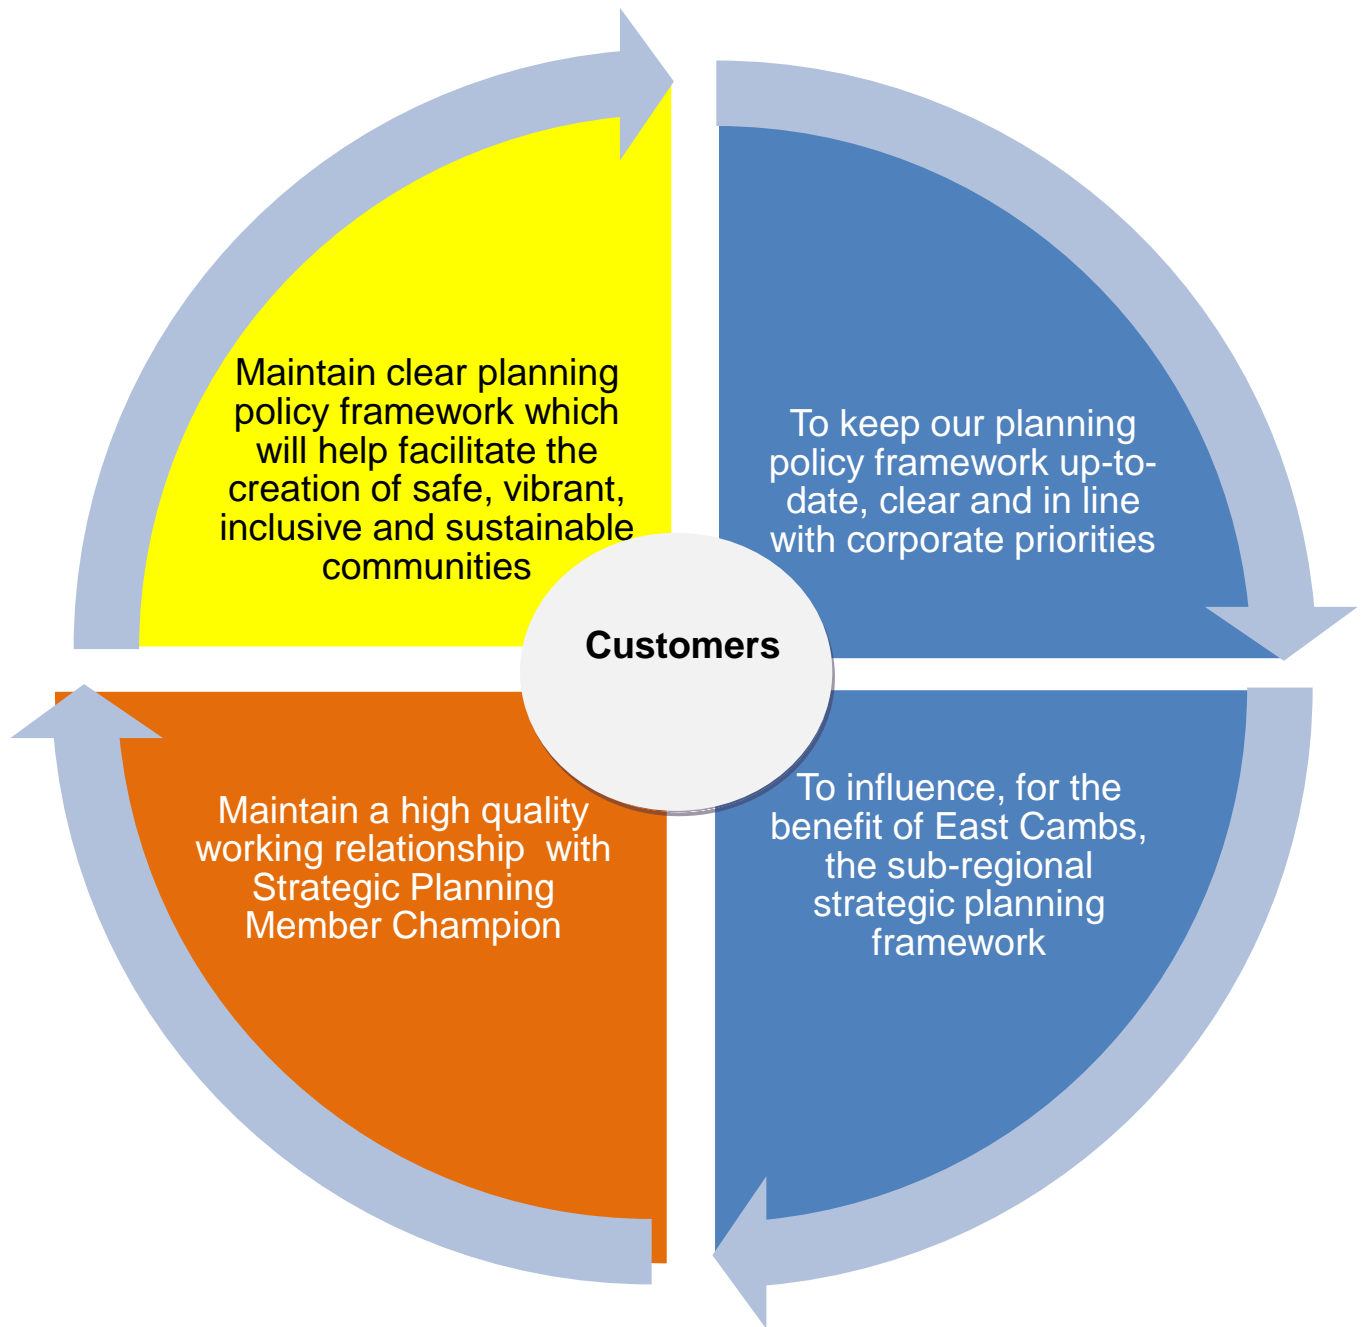 Maintain clear planning
policy framework which
will help facilitate the
creation of safe, vibrant,
inclusive and sustainable
communities
To keep our planning
policy framework up-to-
date, clear and in line
with corporate priorities
Customers
Maintain a high quality
working relationship  with
Strategic Planning
Member Champion
To influence, for the
benefit of East Cambs,
the sub-regional
strategic planning
framework